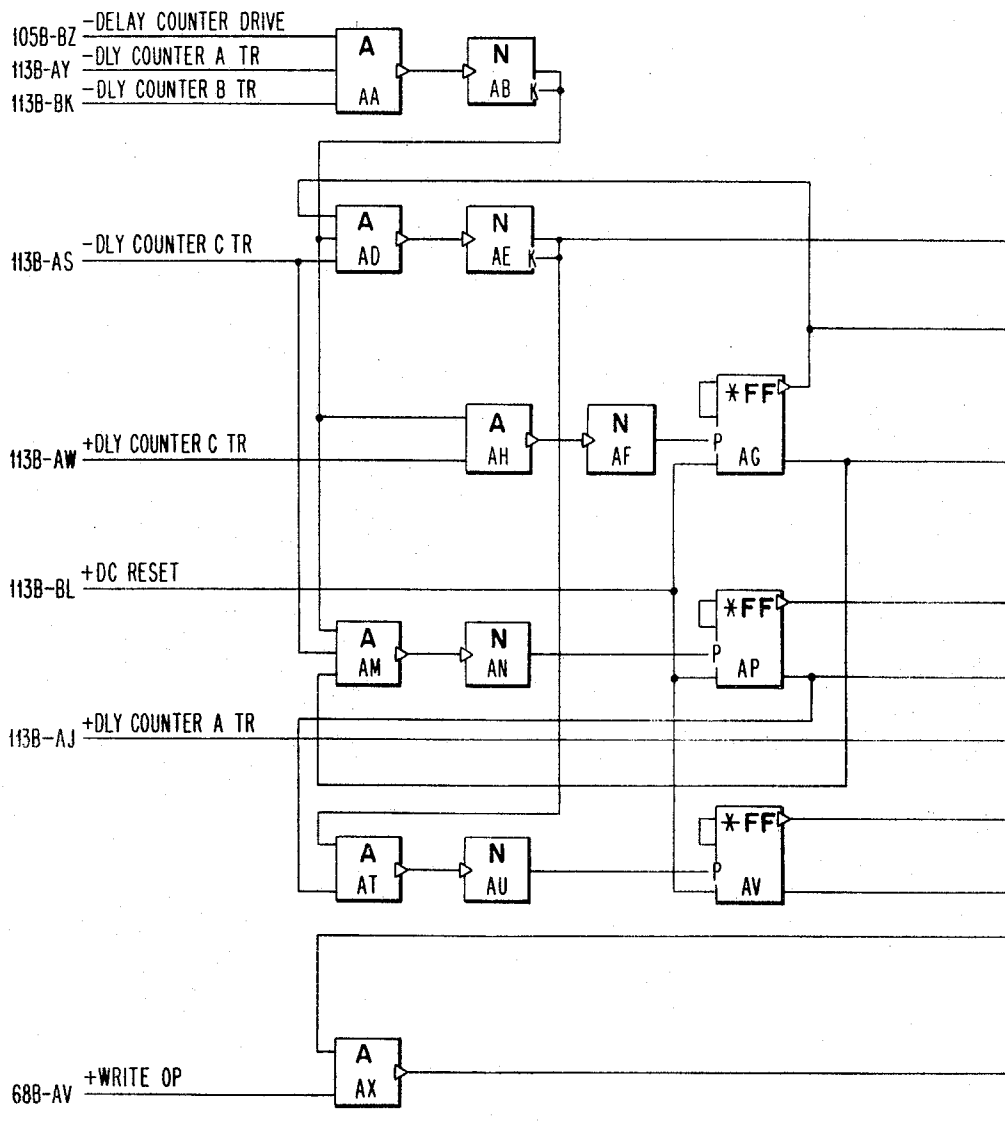 -DELAY COUNTER DRIVE
105B-BZ
-DLY COUNTER A TR
113B-AY
-DLY COUNTER B TR
113B-BK
A
AA
N
AB
K
-DLY COUNTER C TR
113B-AS
A
AD
N
AE
K
+DLY COUNTER C TR
113B-AW
A
AH
N
AF
*FF
P
AG
+DC RESET
113B-BL
A
AM
N
AN
*FF
P
AP
+DLY COUNTER A TR
113B-AJ
A
AT
N
AU
*FF
P
AV
+WRITE OP
68B-AV
A
AX